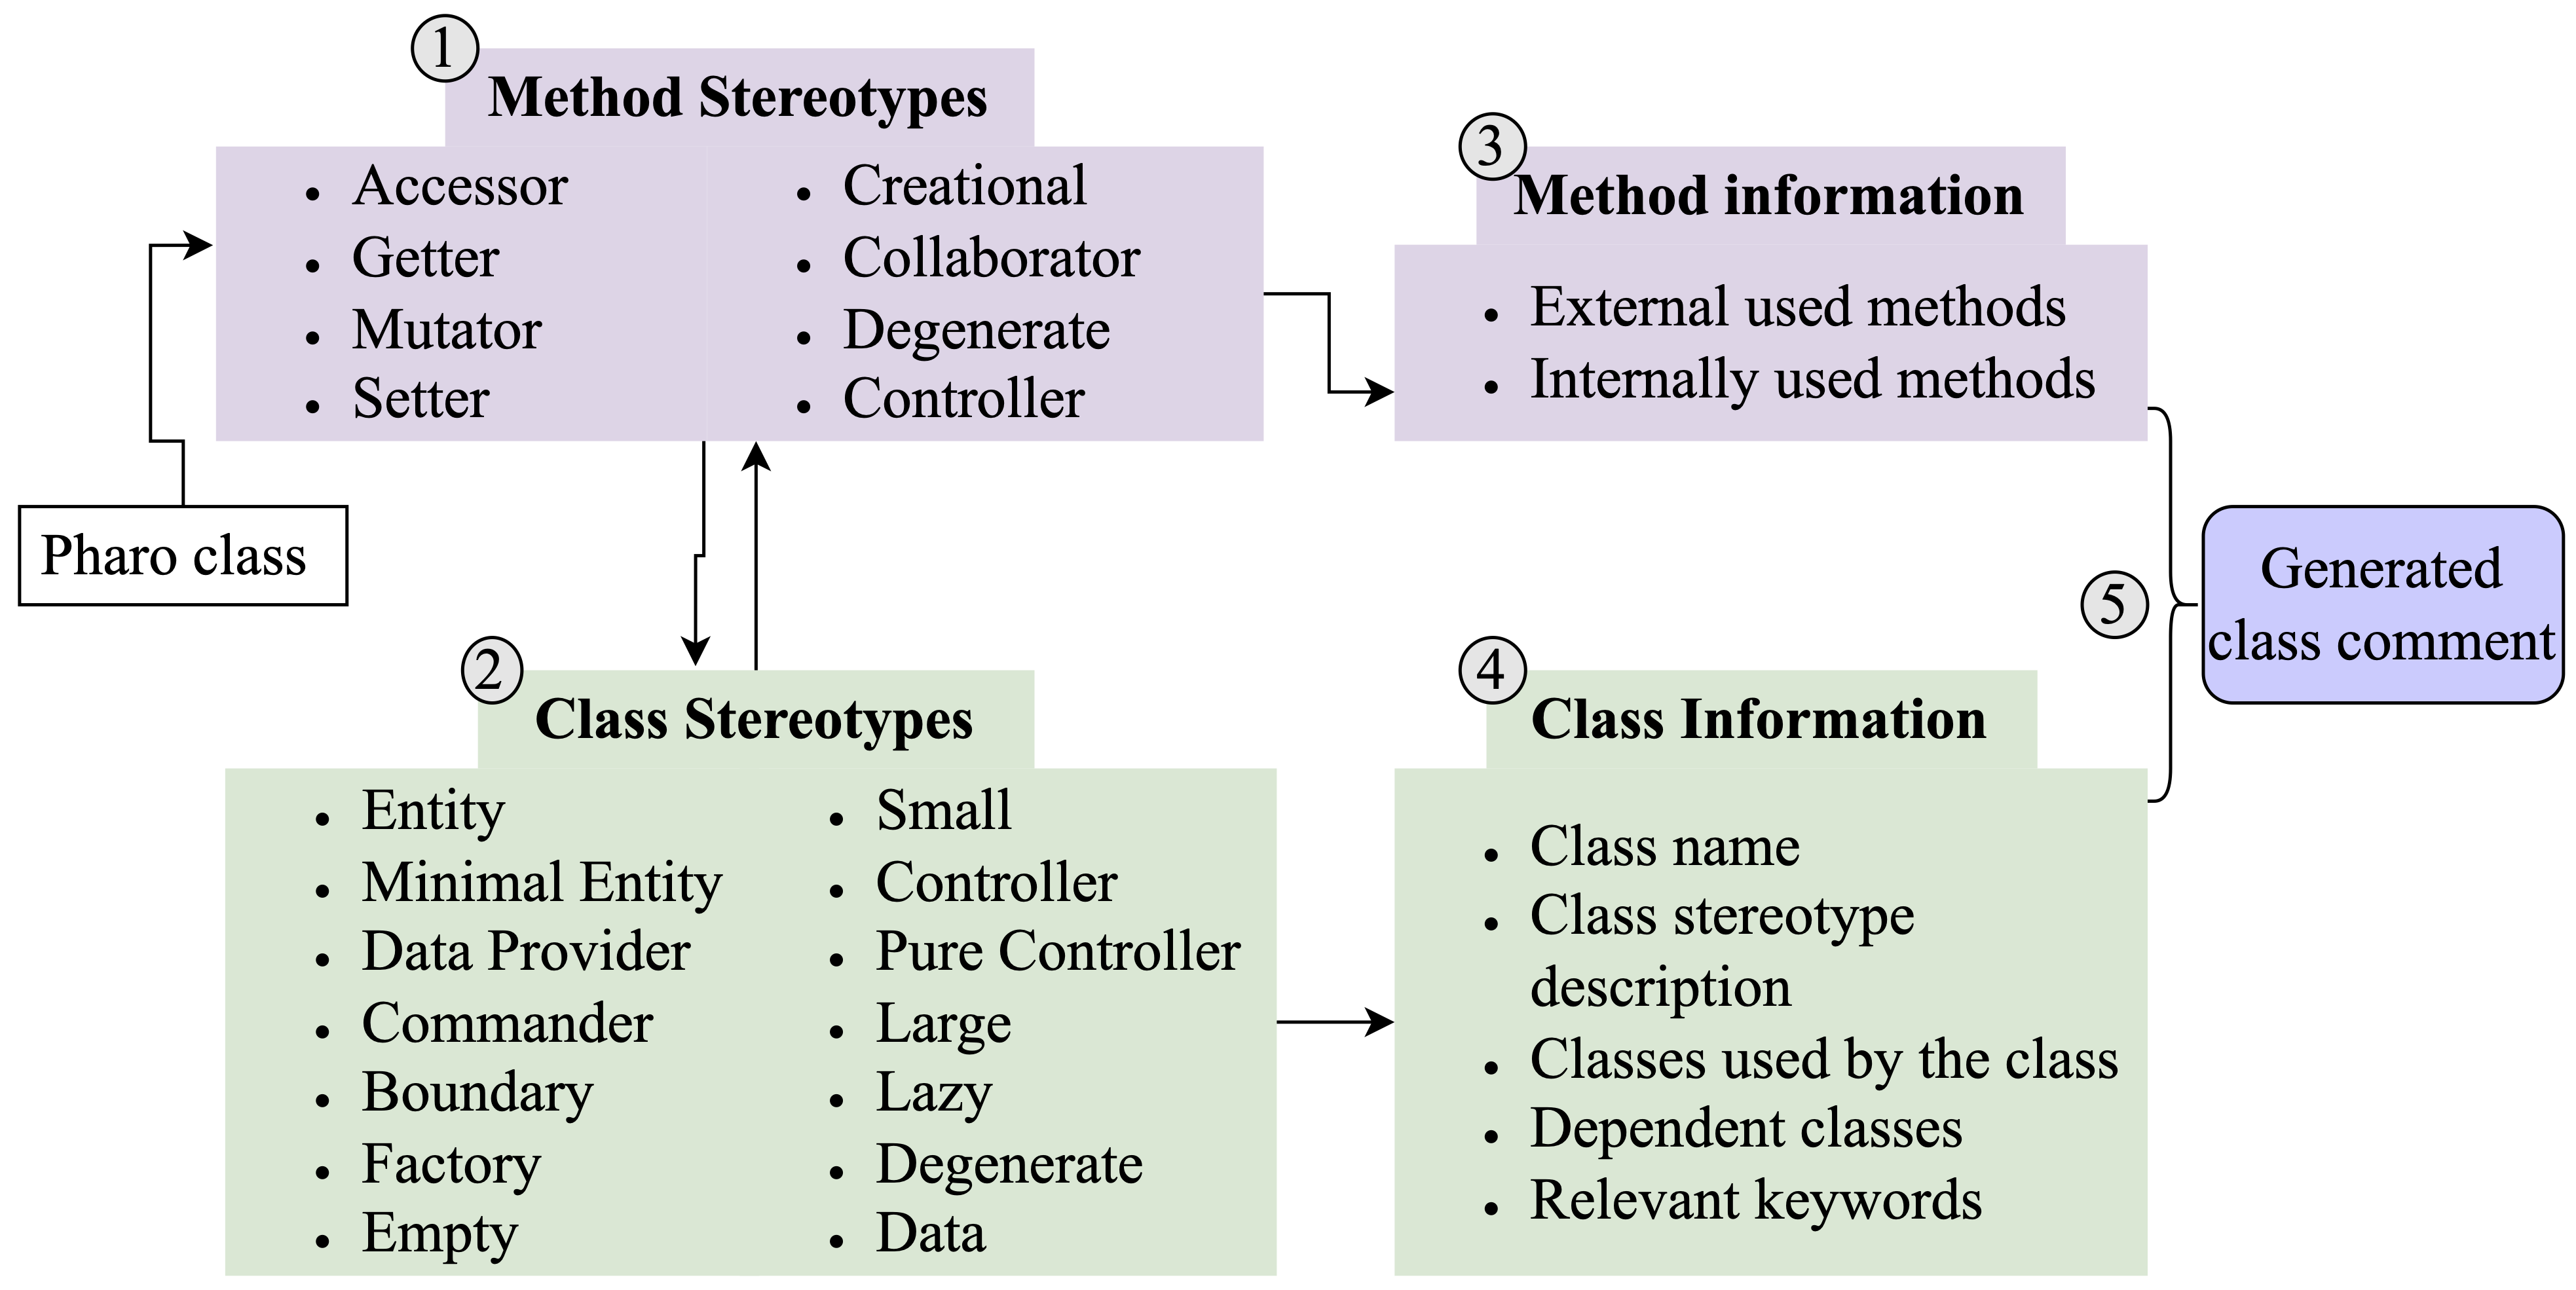 1
Method Stereotypes
• Accessor
• Getter
• Mutator
• Setter
• Creational
• Collaborator
• Degenerate
• Controller
3
Method information
• External used methods
• Internally used methods
Pharo class
2
Class Stereotypes
• Entity
• Minimal Entity
• Data Provider
• Commander
• Boundary
• Factory
• Empty
• Small
• Controller
• Pure Controller
• Large
• Lazy
• Degenerate
• Data
4
Class Information
• Class name
• Class stereotype
description
• Classes used by the class
• Dependent classes
• Relevant keywords
5
Generated
class comment